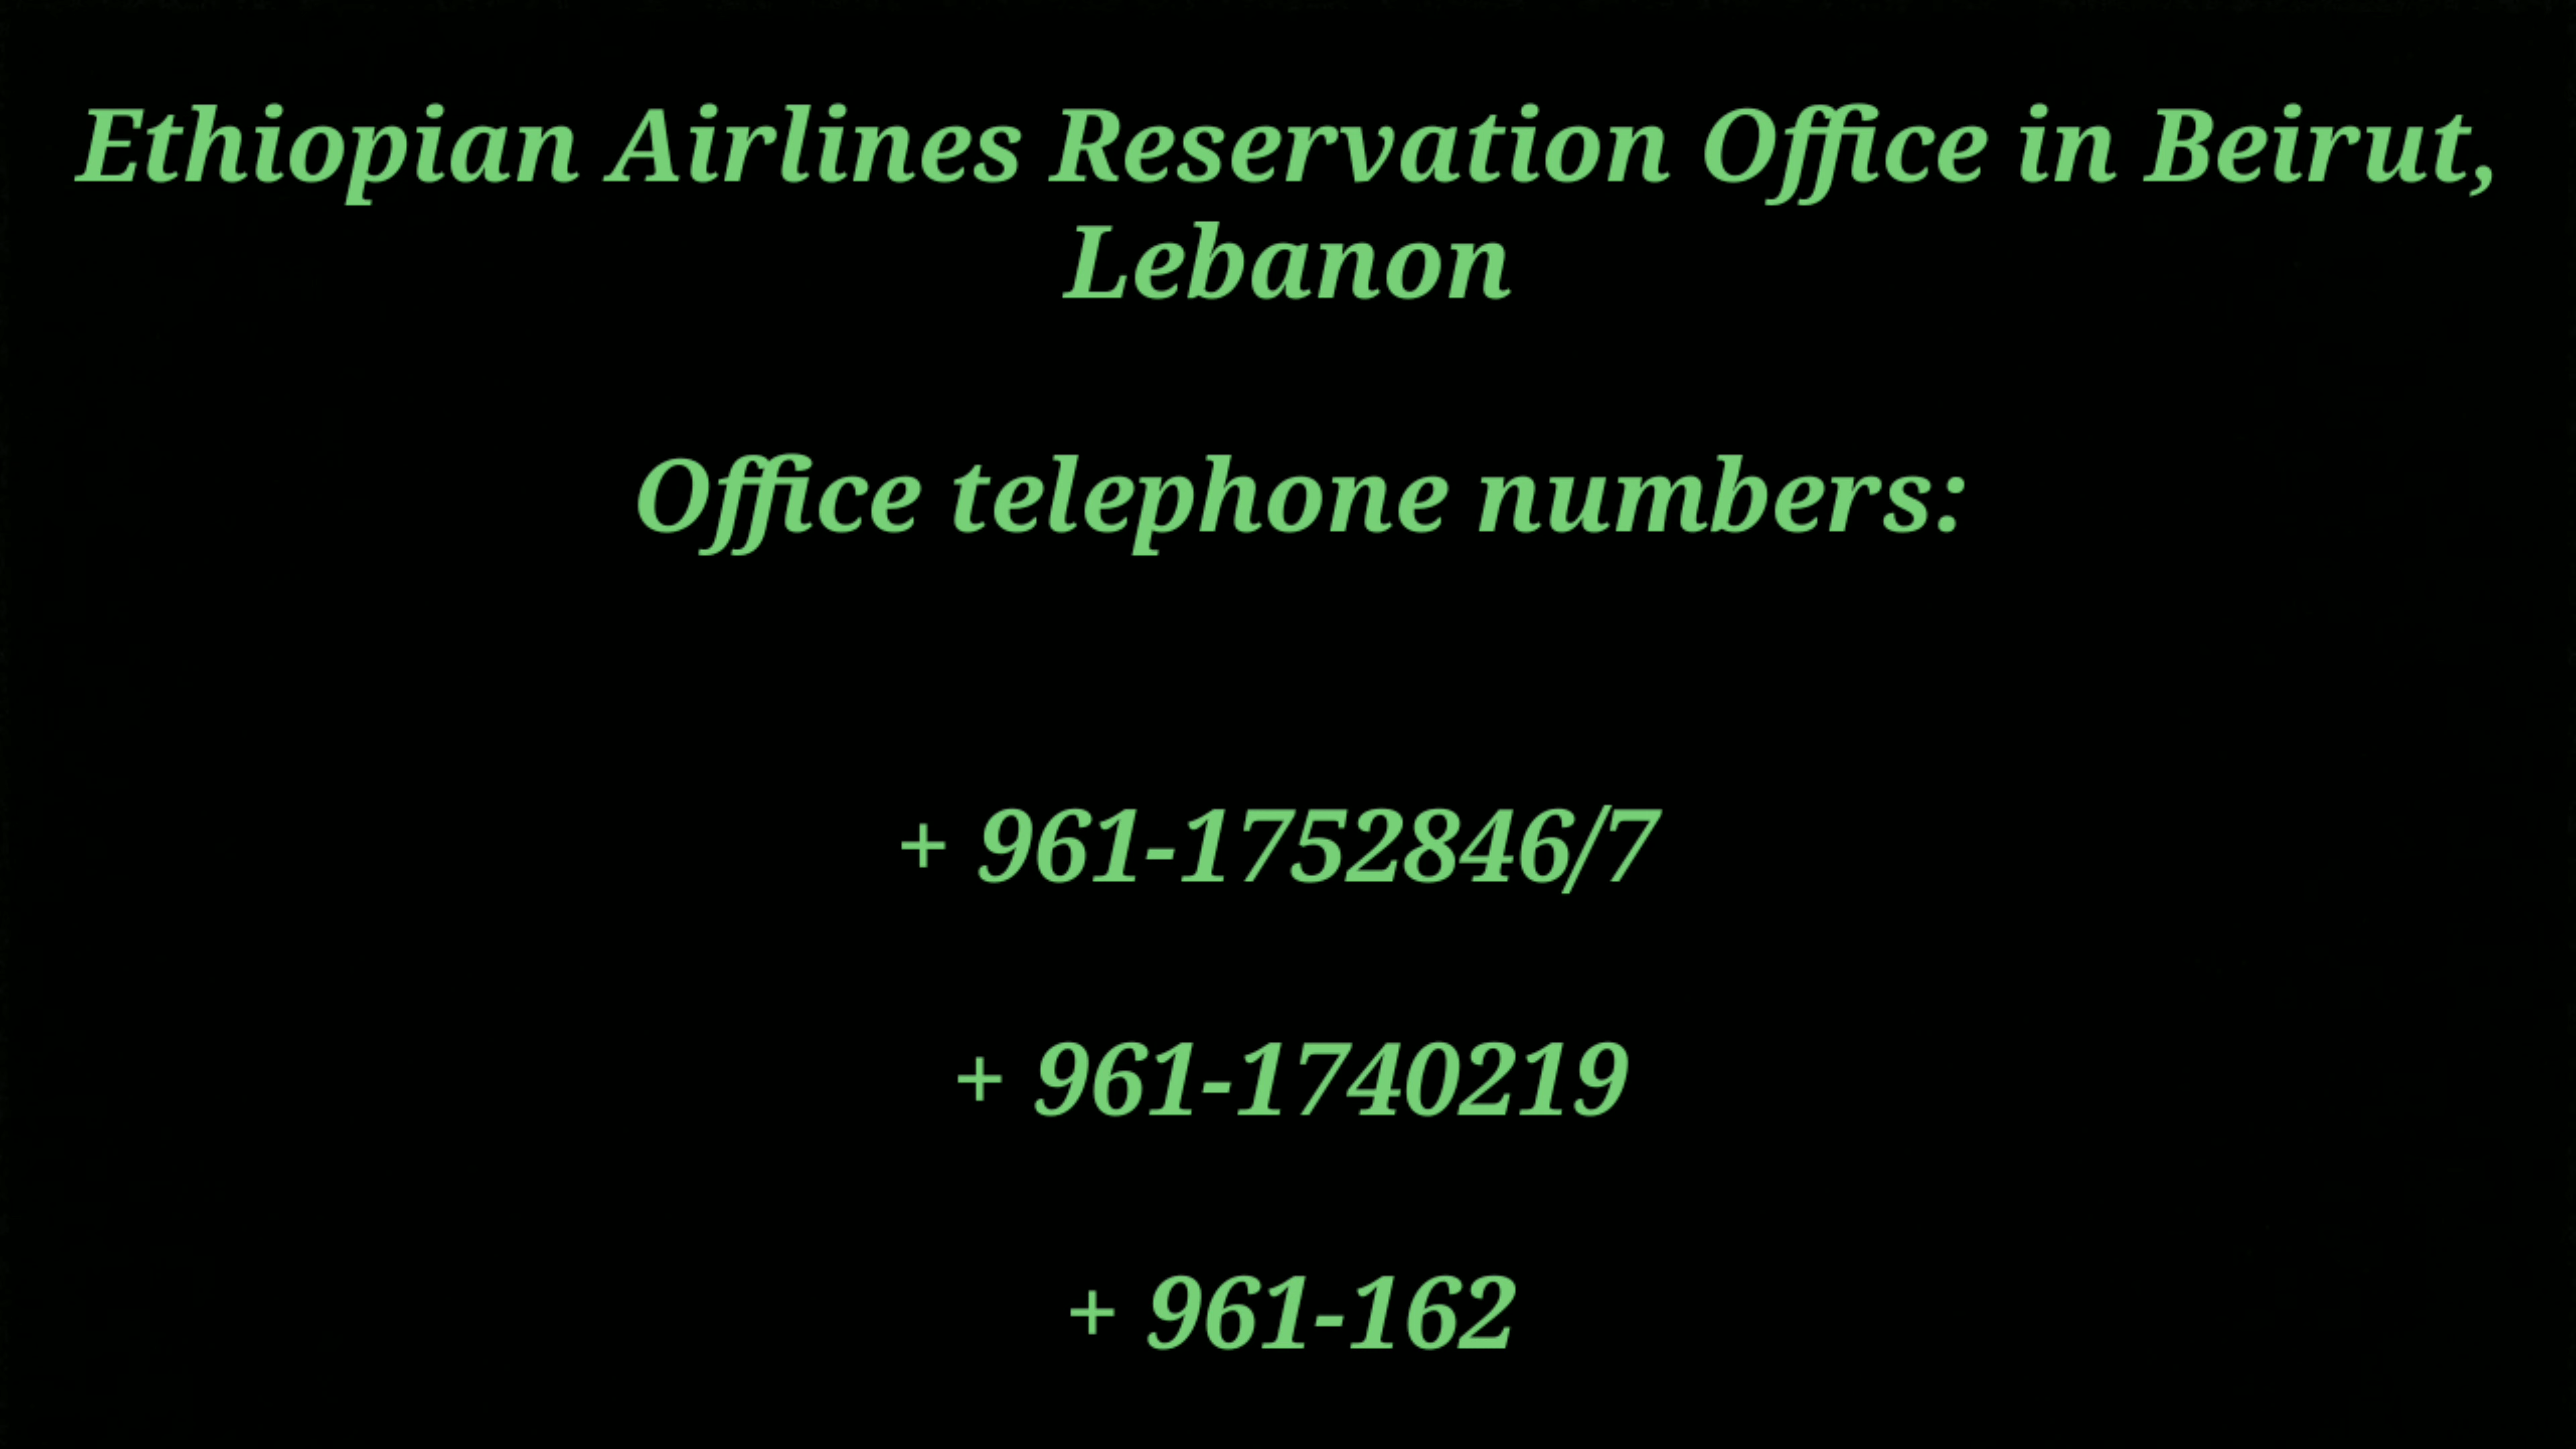 Ethiopian Airlines Reservation Office in Beirut,
Lebanon
Office telephone numbers:
+ 961-1752846/7
+ 961-1740219
+ 961-162